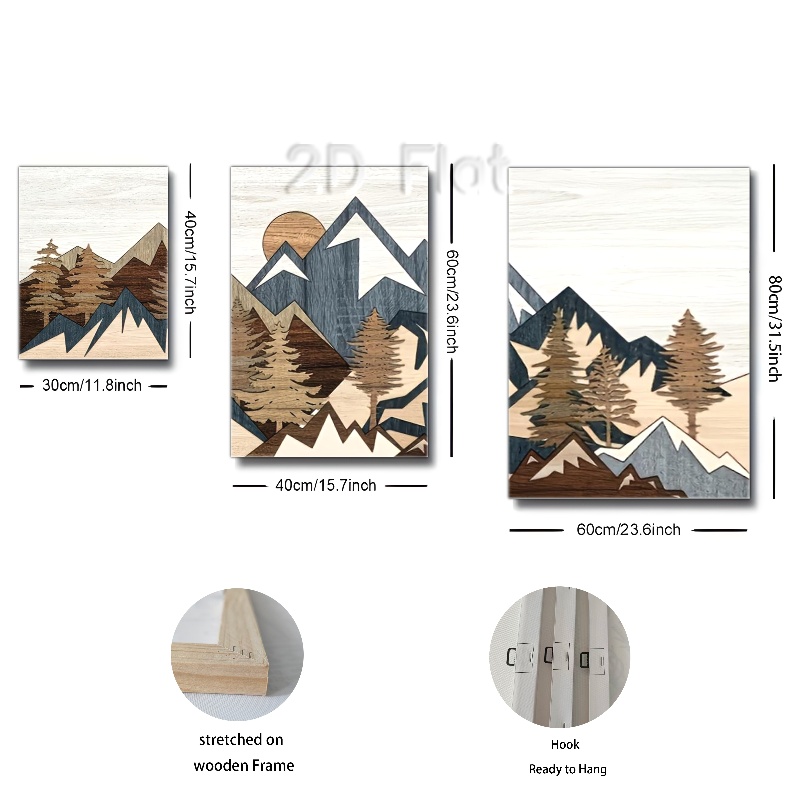 2D Flat
40cm/15.7inch
30cm/11.8inch
60cm/23.6inch
40cm/15.7inch
80cm/31.5inch
60cm/23.6inch
stretched on
wooden Frame
Hook
Ready to Hang